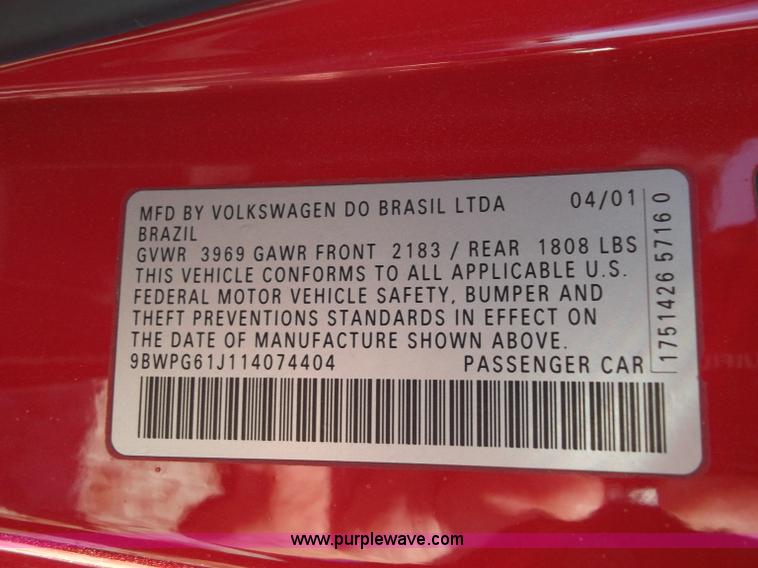 MFD BY VOLKSWAGEN DO BRASIL LTDA 04/01
BRAZIL
GVWR 3969 GAWR FRONT 2183 / REAR 1808 LBS
THIS VEHICLE CONFORMS TO ALL APPLICABLE U.S.
FEDERAL MOTOR VEHICLE SAFETY, BUMPER AND
THEFT PREVENTIONS STANDARDS IN EFFECT ON
THE DATE OF MANUFACTURE SHOWN ABOVE.
9BWPG61J114074404 PASSENGER CAR
1751426 57160
www.purplewave.com